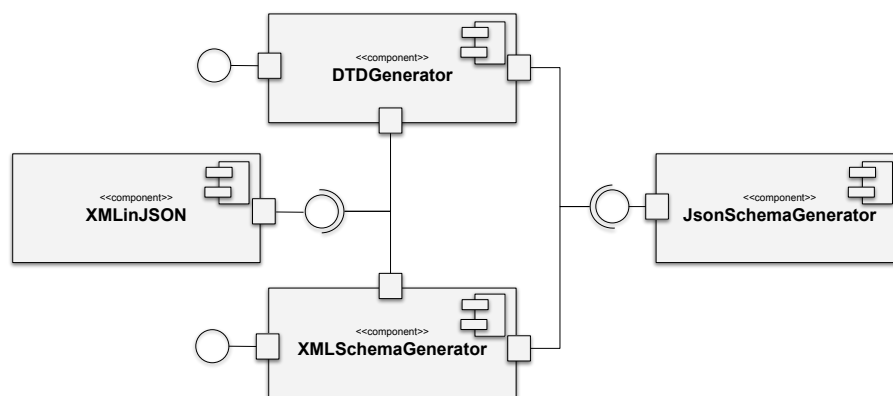 <<component>>
DTDGenerator
<<component>>
XMLinJSON
<<component>>
JsonSchemaGenerator
<<component>>
XMLSchemaGenerator